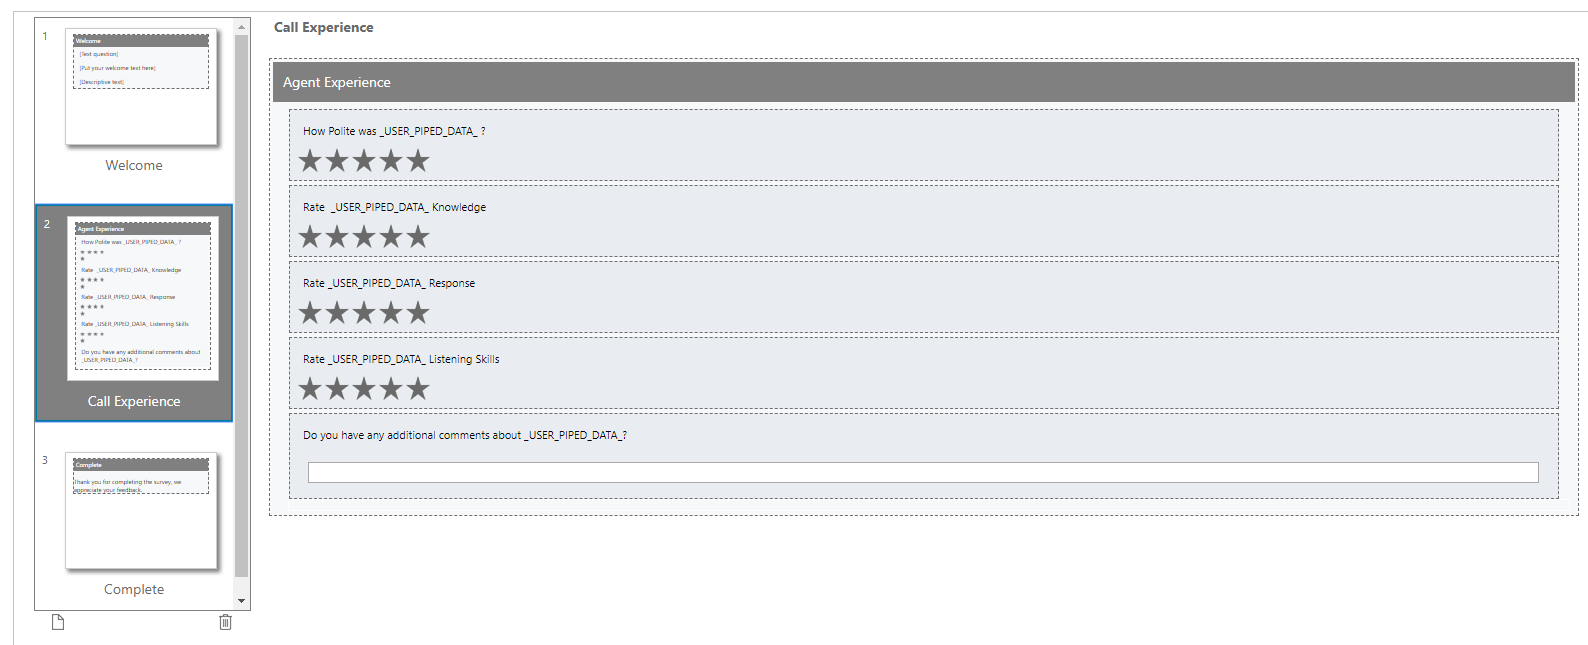 1
Welcome
[Text question]
[Put your welcome text here]
[Descriptive text]
Welcome
2
Agent Experience
How Polite was _USER_PIPED_DATA_ ?
Rate _USER_PIPED_DATA_ Knowledge
Rate _USER_PIPED_DATA_ Response
Rate _USER_PIPED_DATA_ Listening Skills
Do you have any additional comments about
_USER_PIPED_DATA_?
Call Experience
3
Complete
Thank you for completing the survey, we
appreciate your feedback.
Complete
Call Experience
Agent Experience
How Polite was _USER_PIPED_DATA_ ?
Rate  _USER_PIPED_DATA_ Knowledge
Rate _USER_PIPED_DATA_ Response
Rate _USER_PIPED_DATA_ Listening Skills
Do you have any additional comments about _USER_PIPED_DATA_?